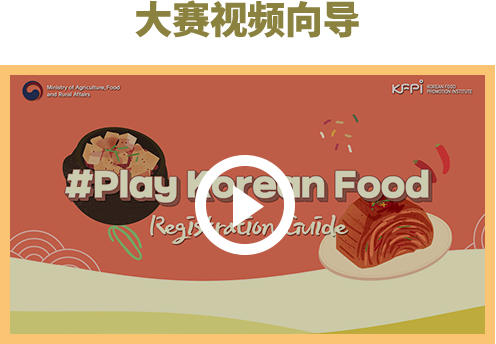 大赛视频向导
Ministry of Agriculture, Food
and Rural Affairs
KFPI KOREAN FOOD
PROMOTION INSTITUTE
#Play Korean Food
Registration Guide